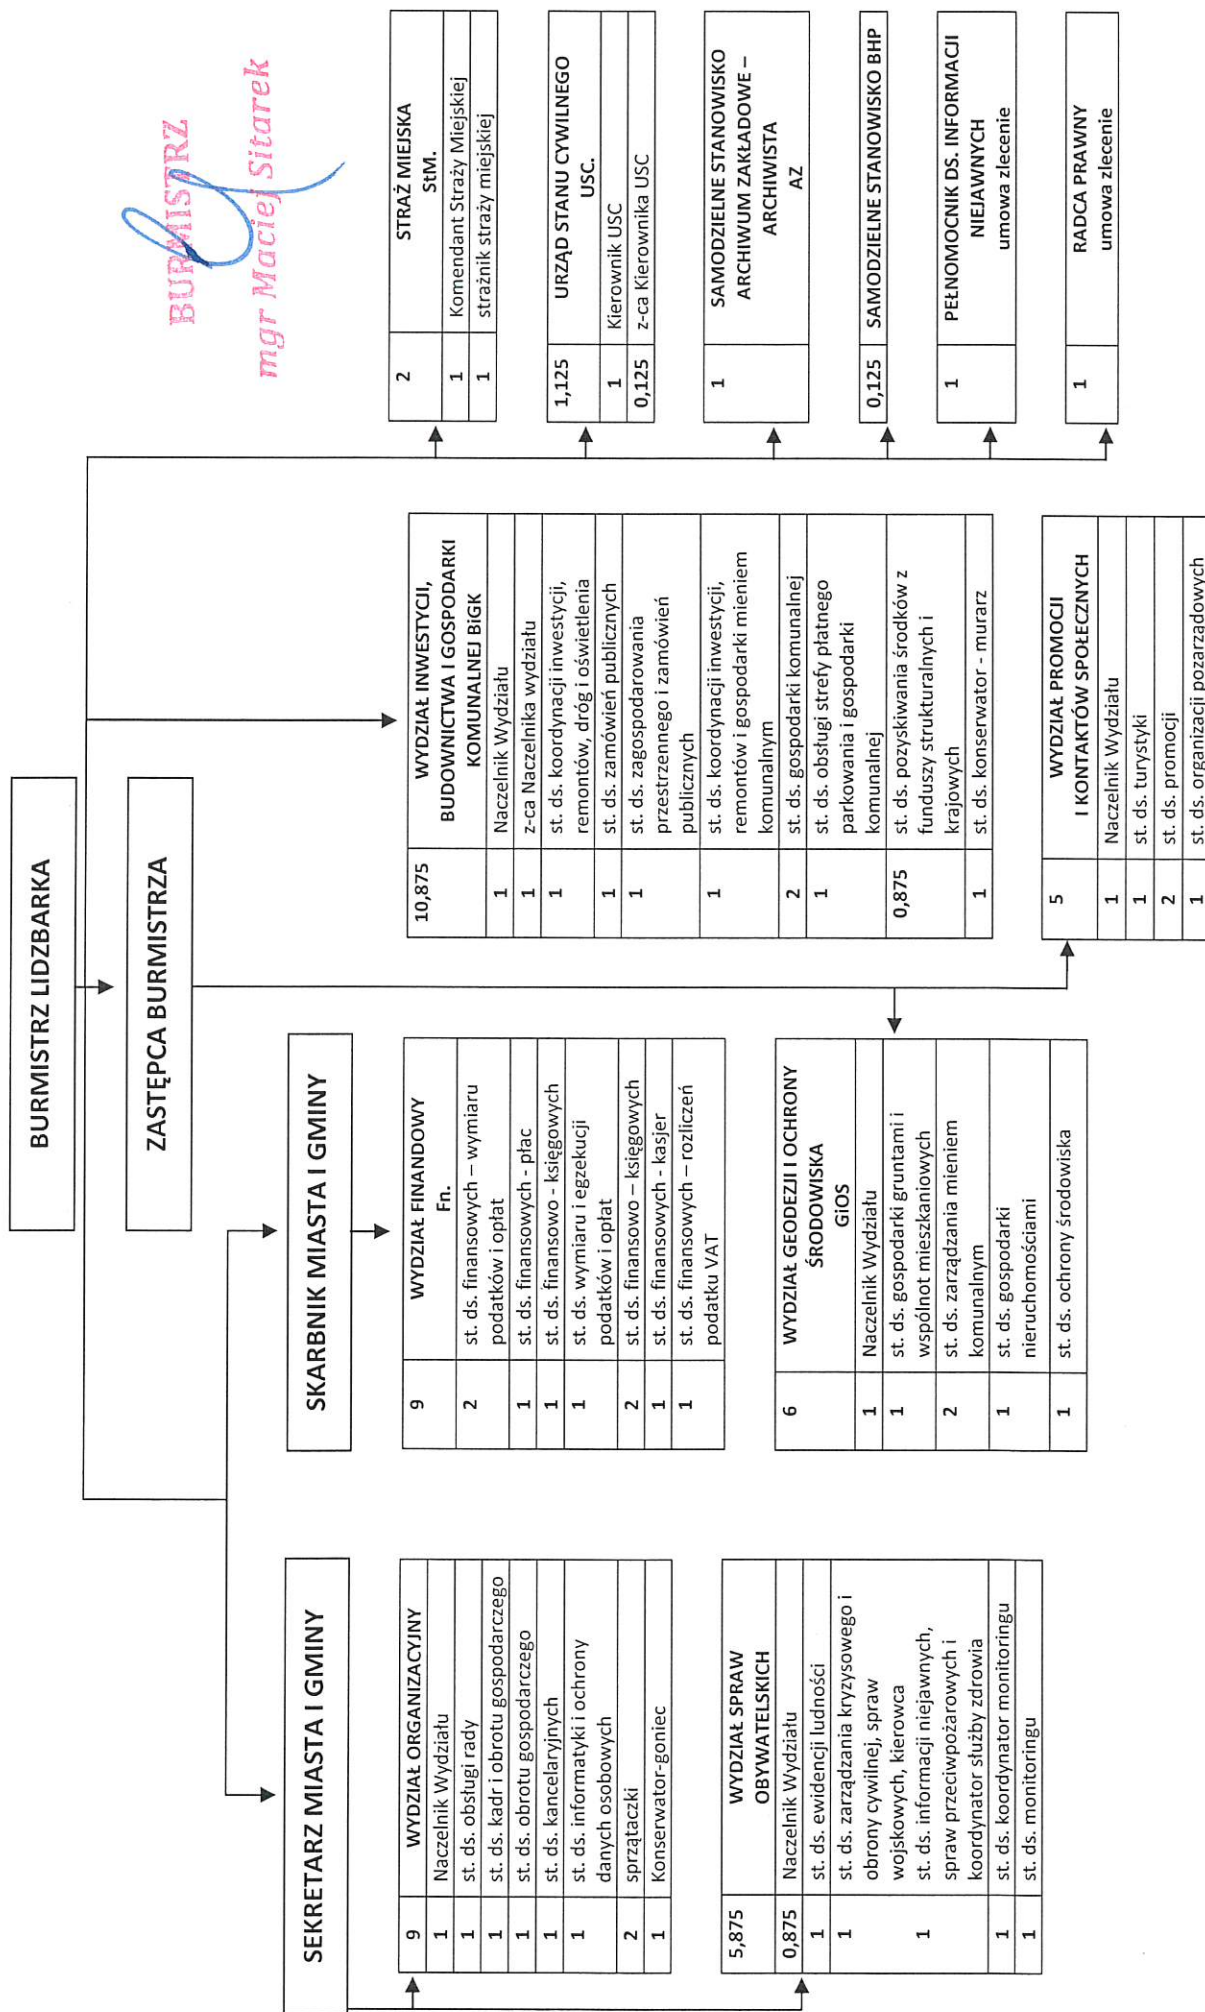 BURMISTRZ
mgr Maciej Sitarek
BURMISTRZ LIDZBARKA
ZASTĘPCA BURMISTRZA
SEKRETARZ MIASTA I GMINY
SKARBNIK MIASTA I GMINY
9 WYDZIAŁ ORGANIZACYJNY
1 Naczelnik Wydziału
1 st. ds. obsługi rady
1 st. ds. kadr i obrotu gospodarczego
1 st. ds. obrotu gospodarczego
1 st. ds. kancelaryjnych
1 st. ds. informatyki i ochrony
danych osobowych
2 sprzątaczki
1 Konserwator-goniec
5,875 WYDZIAŁ SPRAW
OBYWATELSKICH
0,875 Naczelnik Wydziału
1 st. ds. ewidencji ludności
1 st. ds. zarządzania kryzysowego i
obrony cywilnej, spraw
wojskowych, kierowca
1 st. ds. informacji niejawnych,
spraw przeciwpożarowych i
koordynator służby zdrowia
1 st. ds. koordynator monitoringu
1 st. ds. monitoringu
9 WYDZIAŁ FINANDOWY
Fn.
2 st. ds. finansowych – wymiaru
podatków i opłat
1 st. ds. finansowych - płac
1 st. ds. finansowo - księgowych
1 st. ds. wymiaru i egzekucji
podatków i opłat
2 st. ds. finansowo – księgowych
1 st. ds. finansowych - kasjer
1 st. ds. finansowych – rozliczeń
podatku VAT
6 WYDZIAŁ GEODEZJI I OCHRONY
ŚRODOWISKA
GiOS
1 Naczelnik Wydziału
1 st. ds. gospodarki gruntami i
wspólnot mieszkaniowych
2 st. ds. zarządzania mieniem
komunalnym
1 st. ds. gospodarki
nieruchomościami
1 st. ds. ochrony środowiska
10,875 WYDZIAŁ INWESTYCJI,
BUDOWNICTWA I GOSPODARKI
KOMUNALNEJ BiGK
1 Naczelnik Wydziału
1 z-ca Naczelnika wydziału
1 st. ds. koordynacji inwestycji,
remontów, dróg i oświetlenia
1 st. ds. zamówień publicznych
1 st. ds. zagospodarowania
przestrzennego i zamówień
publicznych
1 st. ds. koordynacji inwestycji,
remontów i gospodarki mieniem
komunalnym
2 st. ds. gospodarki komunalnej
1 st. ds. obsługi strefy płatnego
parkowania i gospodarki
komunalnej
0,875 st. ds. pozyskiwania środków z
funduszy strukturalnych i
krajowych
1 st. ds. konserwator - murarz
5 WYDZIAŁ PROMOCJI
I KONTAKTÓW SPOŁECZNYCH
1 Naczelnik Wydziału
1 st. ds. turystyki
2 st. ds. promocji
1 st. ds. organizacji pozarządowych
2 STRAŻ MIEJSKA
StM.
1 Komendant Straży Miejskiej
1 strażnik straży miejskiej
1,125 URZĄD STANU CYWILNEGO
USC.
1 Kierownik USC
0,125 z-ca Kierownika USC
1 SAMODZIELNE STANOWISKO
ARCHIWUM ZAKŁADOWE –
ARCHIWISTA
AZ
0,125 SAMODZIELNE STANOWISKO BHP
1 PEŁNOMOCNIK DS. INFORMACJI
NIEJAWNYCH
umowa zlecenie
1 RADCA PRAWNY
umowa zlecenie